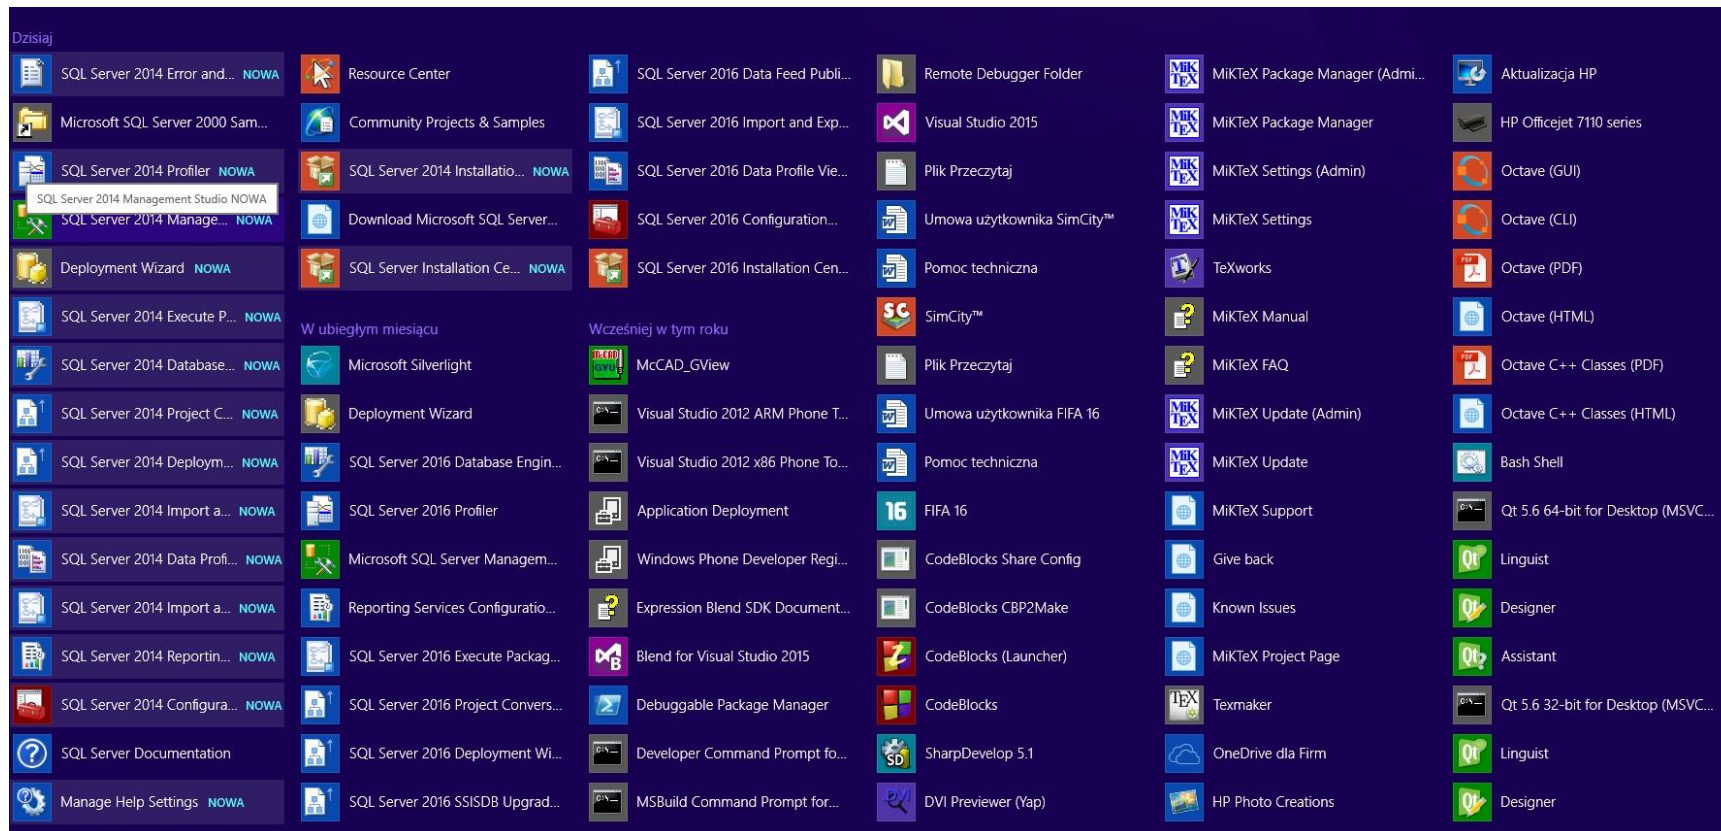 Dzisiaj
SQL Server 2014 Error and... NOWA
Microsoft SQL Server 2000 Sam...
SQL Server 2014 Profiler NOWA
SQL Server 2014 Management Studio NOWA
SQL Server 2014 Manage... NOWA
Deployment Wizard NOWA
SQL Server 2014 Execute P... NOWA
SQL Server 2014 Database... NOWA
SQL Server 2014 Project C... NOWA
SQL Server 2014 Deploym... NOWA
SQL Server 2014 Import a... NOWA
SQL Server 2014 Data Profi... NOWA
SQL Server 2014 Import a... NOWA
SQL Server 2014 Reportin... NOWA
SQL Server 2014 Configura... NOWA
SQL Server Documentation
Manage Help Settings NOWA
Resource Center
Community Projects & Samples
SQL Server 2014 Installatio... NOWA
Download Microsoft SQL Server...
SQL Server Installation Ce... NOWA
W ubiegłym miesiącu
Microsoft Silverlight
Deployment Wizard
SQL Server 2016 Database Engin...
SQL Server 2016 Profiler
Microsoft SQL Server Managem...
Reporting Services Configuratio...
SQL Server 2016 Execute Packag...
SQL Server 2016 Project Convers...
SQL Server 2016 Deployment Wi...
SQL Server 2016 SSISDB Upgrad...
SQL Server 2016 Data Feed Publi...
SQL Server 2016 Import and Exp...
SQL Server 2016 Data Profile Vie...
SQL Server 2016 Configuration...
SQL Server 2016 Installation Cen...
Wcześniej w tym roku
McCAD_GView
Visual Studio 2012 ARM Phone T...
Visual Studio 2012 x86 Phone To...
Application Deployment
Windows Phone Developer Regi...
Expression Blend SDK Document...
Blend for Visual Studio 2015
Debuggable Package Manager
Developer Command Prompt fo...
MSBuild Command Prompt for...
Remote Debugger Folder
Visual Studio 2015
Plik Przeczytaj
Umowa użytkownika SimCity™
Pomoc techniczna
SimCity™
Plik Przeczytaj
Umowa użytkownika FIFA 16
Pomoc techniczna
FIFA 16
CodeBlocks Share Config
CodeBlocks CBP2Make
CodeBlocks (Launcher)
CodeBlocks
SharpDevelop 5.1
DVI Previewer (Yap)
MiKTeX Package Manager (Admi...
MiKTeX Package Manager
MiKTeX Settings (Admin)
MiKTeX Settings
TeXworks
MiKTeX Manual
MiKTeX FAQ
MiKTeX Update (Admin)
MiKTeX Update
MiKTeX Support
Give back
Known Issues
MiKTeX Project Page
Texmaker
OneDrive dla Firm
HP Photo Creations
Aktualizacja HP
HP Officejet 7110 series
Octave (GUI)
Octave (CLI)
Octave (PDF)
Octave (HTML)
Octave C++ Classes (PDF)
Octave C++ Classes (HTML)
Bash Shell
Qt 5.6 64-bit for Desktop (MSVC...
Linguist
Designer
Assistant
Qt 5.6 32-bit for Desktop (MSVC...
Linguist
Designer